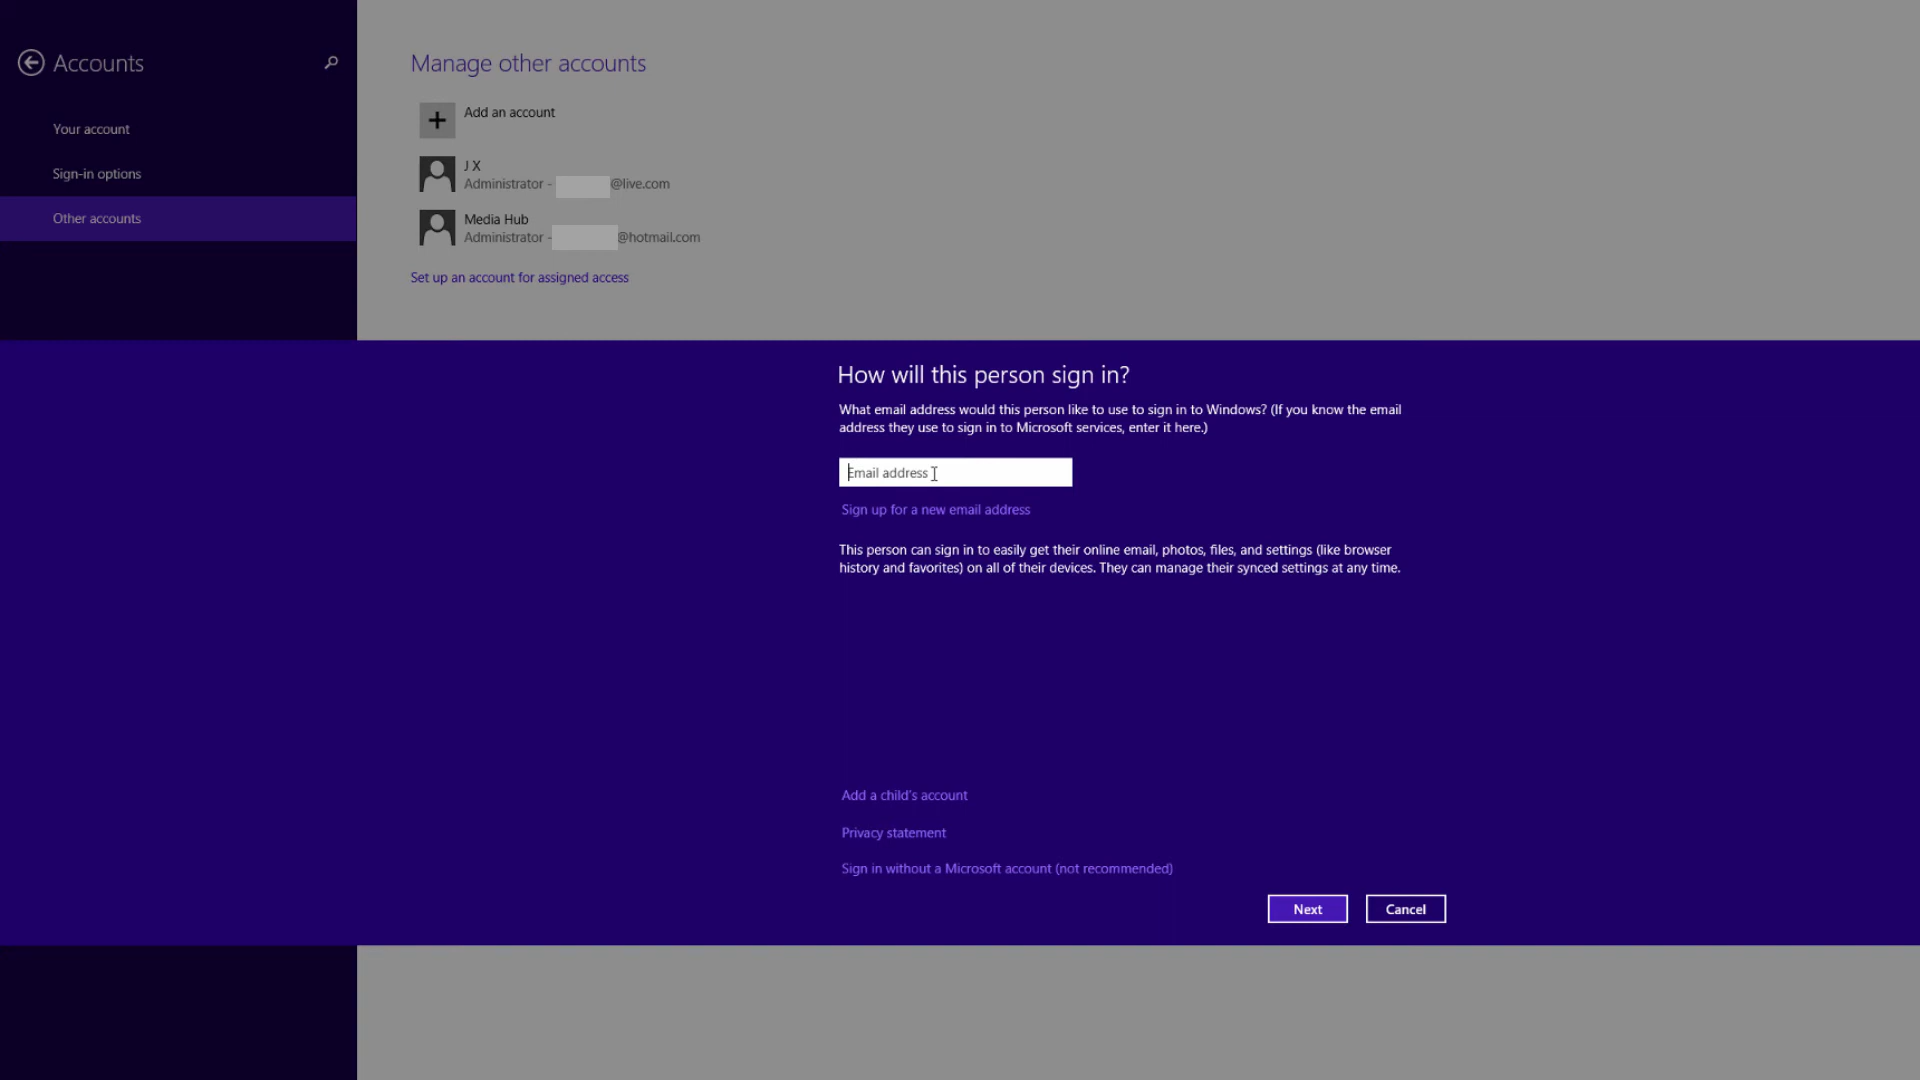 Accounts
Your account
Sign-in options
Other accounts
Manage other accounts
Add an account
J X
Administrator - @live.com
Media Hub
Administrator - @hotmail.com
Set up an account for assigned access
How will this person sign in?
What email address would this person like to use to sign in to Windows? (If you know the email
address they use to sign in to Microsoft services, enter it here.)
Email address
Sign up for a new email address
This person can sign in to easily get their online email, photos, files, and settings (like browser
history and favorites) on all of their devices. They can manage their synced settings at any time.
Add a child's account
Privacy statement
Sign in without a Microsoft account (not recommended)
Next
Cancel